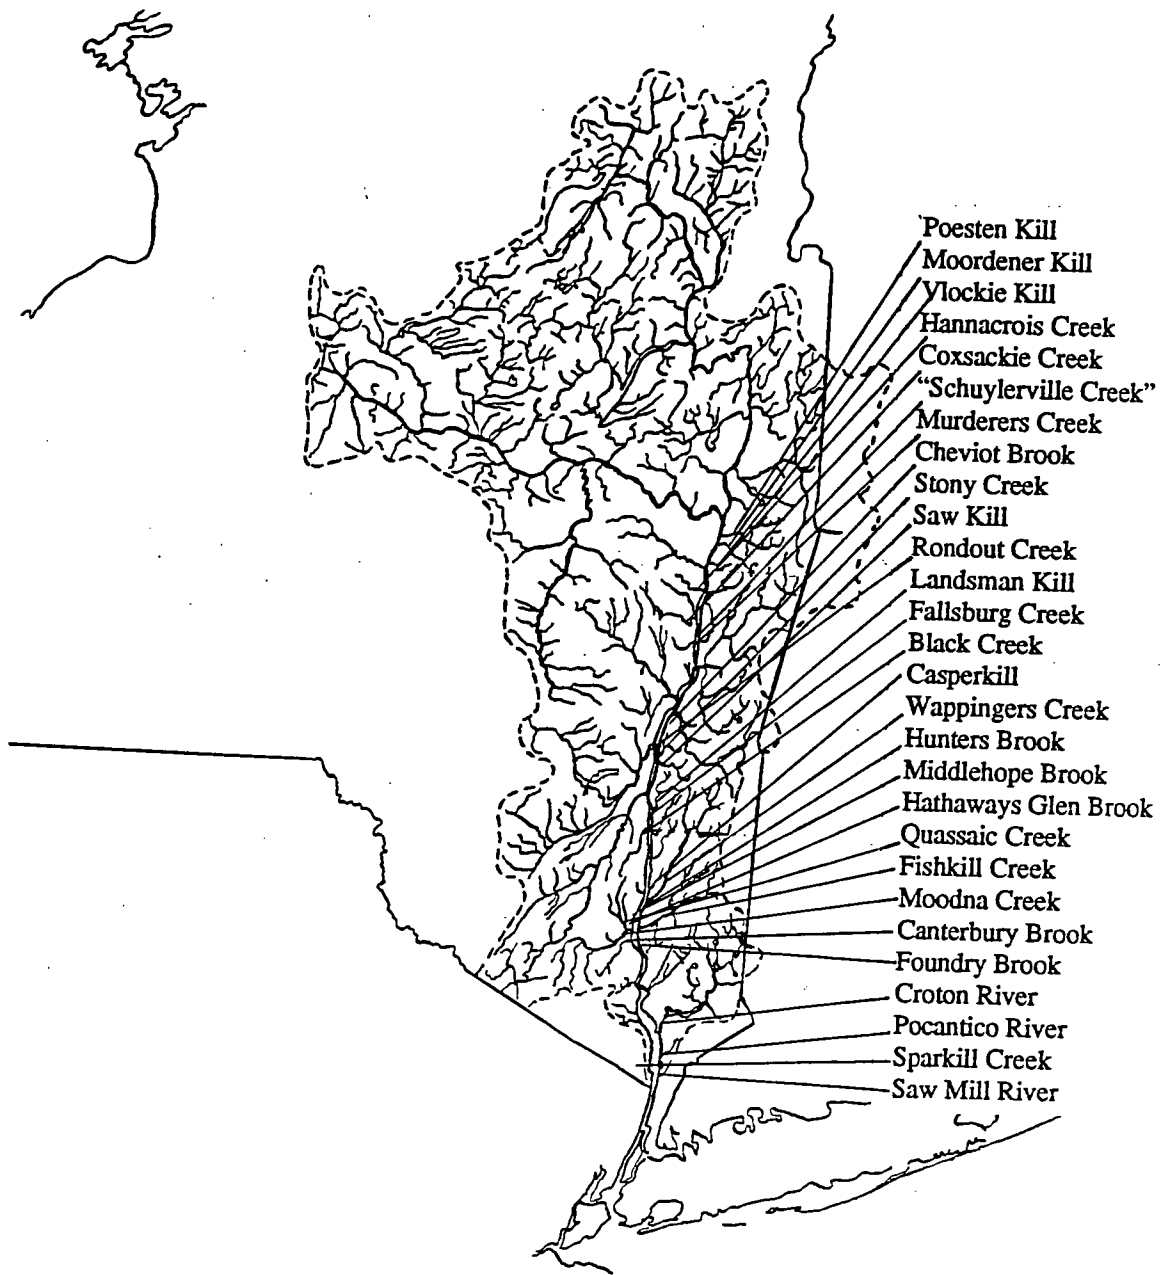 Poesten Kill
Moordener Kill
Vlockie Kill
Hannacrois Creek
Coxsackie Creek
“Schuylerville Creek”
Murderers Creek
Cheviot Brook
Stony Creek
Saw Kill
Rondout Creek
Landsman Kill
Fallsburg Creek
Black Creek
Casperkill
Wappingers Creek
Hunters Brook
Middlehope Brook
Hathaways Glen Brook
Quassaic Creek
Fishkill Creek
Moodna Creek
Canterbury Brook
Foundry Brook
Croton River
Pocantico River
Sparkill Creek
Saw Mill River